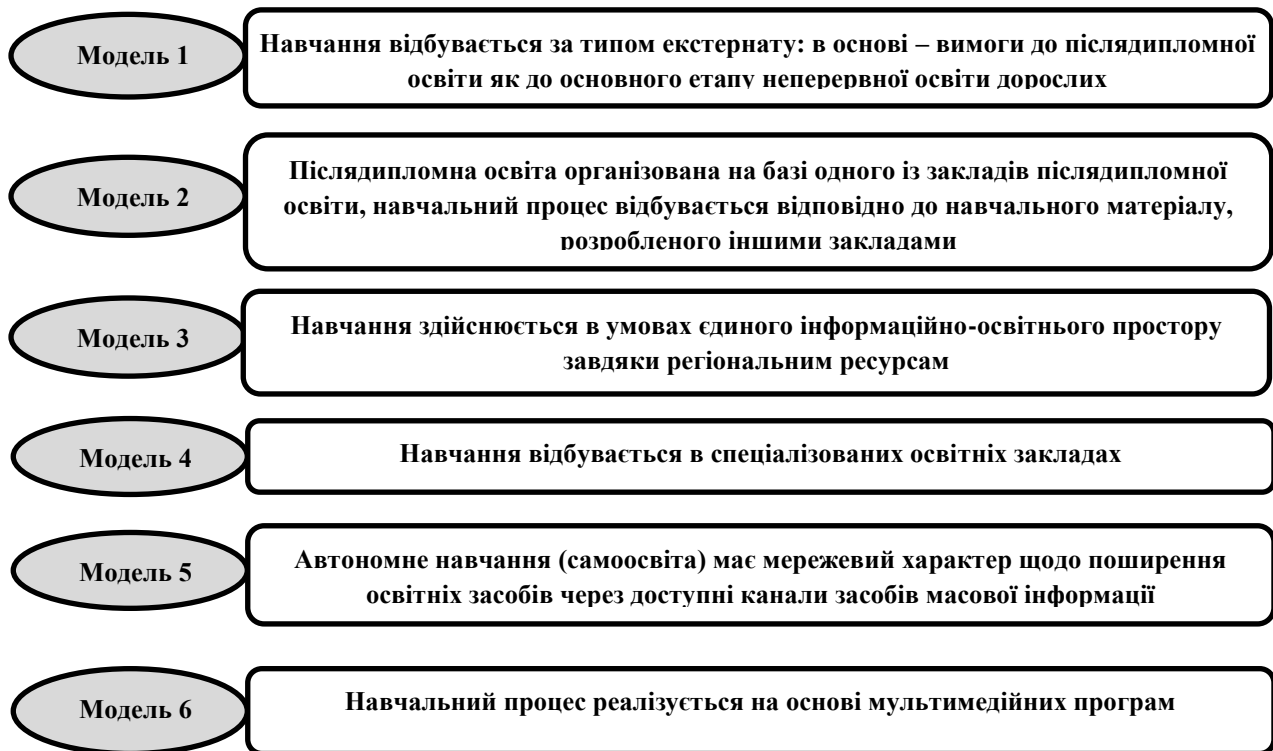 Модель 1
Навчання відбувається за типом екстернату: в основі – вимоги до післядипломної
освіти як до основного етапу неперервної освіти дорослих
Модель 2
Післядипломна освіта організована на базі одного із закладів післядипломної
освіти, навчальний процес відбувається відповідно до навчального матеріалу,
розробленого іншими закладами
Модель 3
Навчання здійснюється в умовах єдиного інформаційно-освітнього простору
завдяки регіональним ресурсам
Модель 4
Навчання відбувається в спеціалізованих освітніх закладах
Модель 5
Автономне навчання (самоосвіта) має мережевий характер щодо поширення
освітніх засобів через доступні канали засобів масової інформації
Модель 6
Навчальний процес реалізується на основі мультимедійних програм